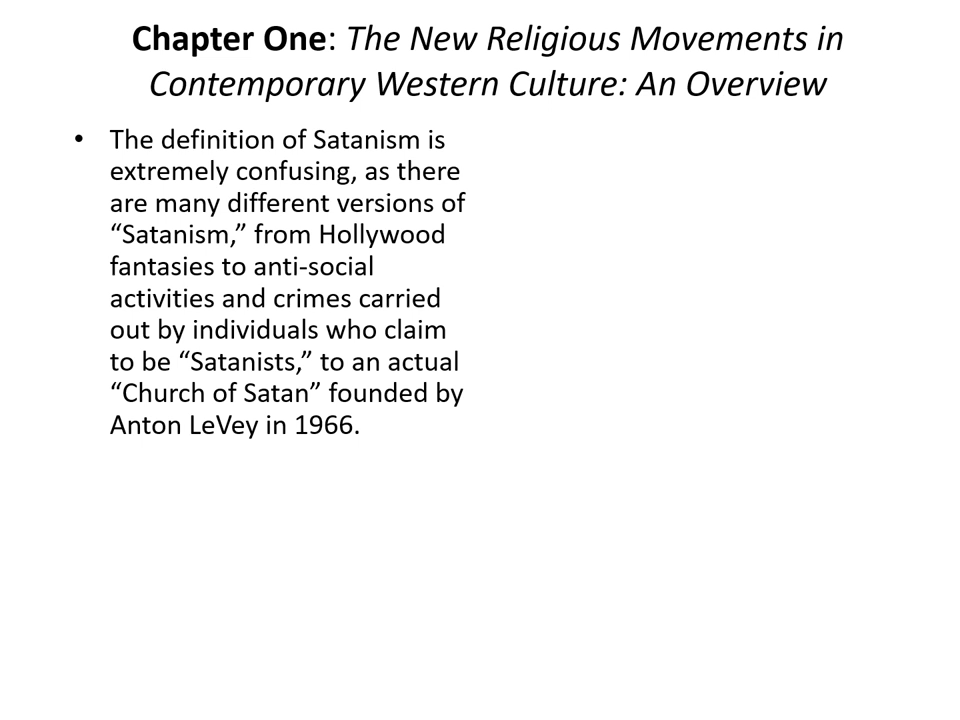 Chapter One: The New Religious Movements in
Contemporary Western Culture: An Overview
• The definition of Satanism is
extremely confusing, as there
are many different versions of
“Satanism,” from Hollywood
fantasies to anti-social
activities and crimes carried
out by individuals who claim
to be “Satanists,” to an actual
“Church of Satan” founded by
Anton LeVey in 1966.